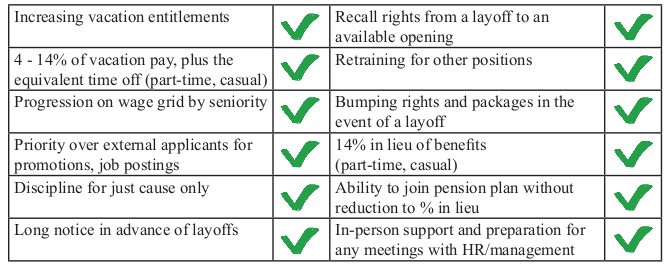 Increasing vacation entitlements
Recall rights from a layoff to an
available opening
4 - 14% of vacation pay, plus the
equivalent time off (part-time, casual)
Retraining for other positions
Progression on wage grid by seniority
Bumping rights and packages in the
event of a layoff
Priority over external applicants for
promotions, job postings
14% in lieu of benefits
(part-time, casual)
Discipline for just cause only
Ability to join pension plan without
reduction to % in lieu
Long notice in advance of layoffs
In-person support and preparation for
any meetings with HR/management